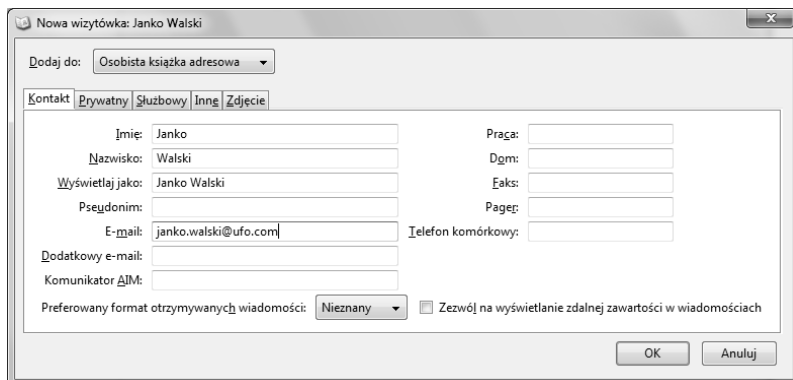 Nowa wizytówka: Janko Walski
Dodaj do: Osobista książka adresowa
Kontakt Prywatny Służbowy Inne Zdjęcie
Imię: Janko Praca:
Nazwisko: Walski Dom:
Wyświetlaj jako: Janko Walski Faks:
Pseudonim: Pager:
E-mail: janko.walski@ufo.com Telefon komórkowy:
Dodatkowy e-mail:
Komunikator AIM:
Preferowany format otrzymywanych wiadomości: Nieznany Zezwól na wyświetlanie zdalnej zawartości w wiadomościach
OK Anuluj